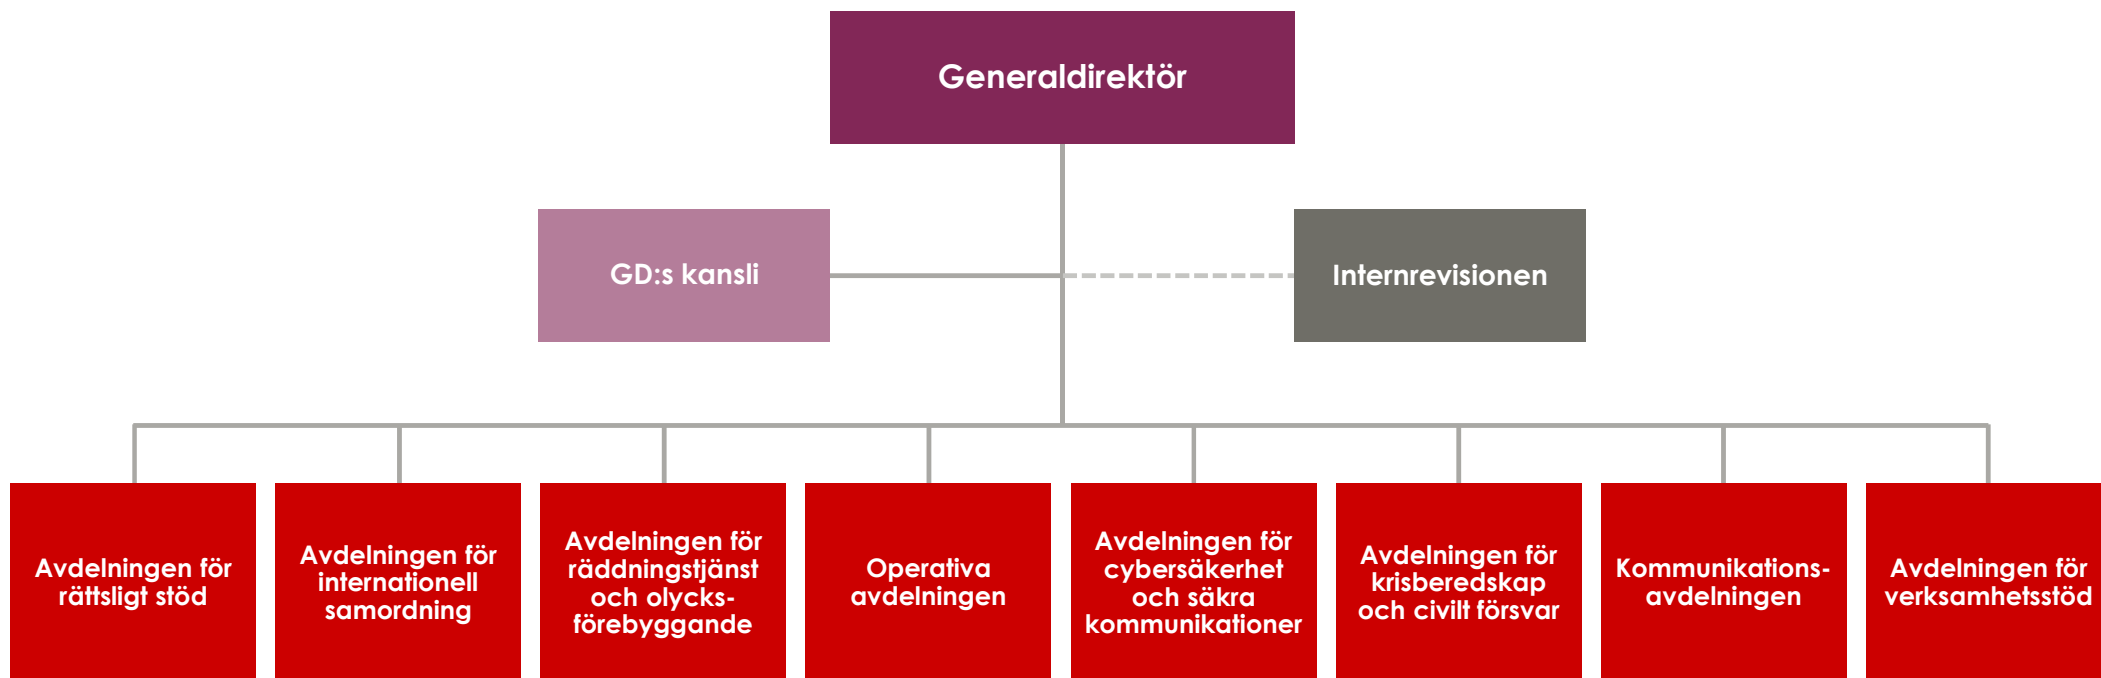 Generaldirektör
GD:s kansli
Internrevisionen
Avdelningen för
rättsligt stöd
Avdelningen för
internationell
samordning
Avdelningen för
räddningstjänst
och olycks-
förebyggande
Operativa
avdelningen
Avdelningen för
cybersäkerhet
och säkra
kommunikationer
Avdelningen för
krisberedskap
och civilt försvar
Kommunikations-
avdelningen
Avdelningen för
verksamhetsstöd